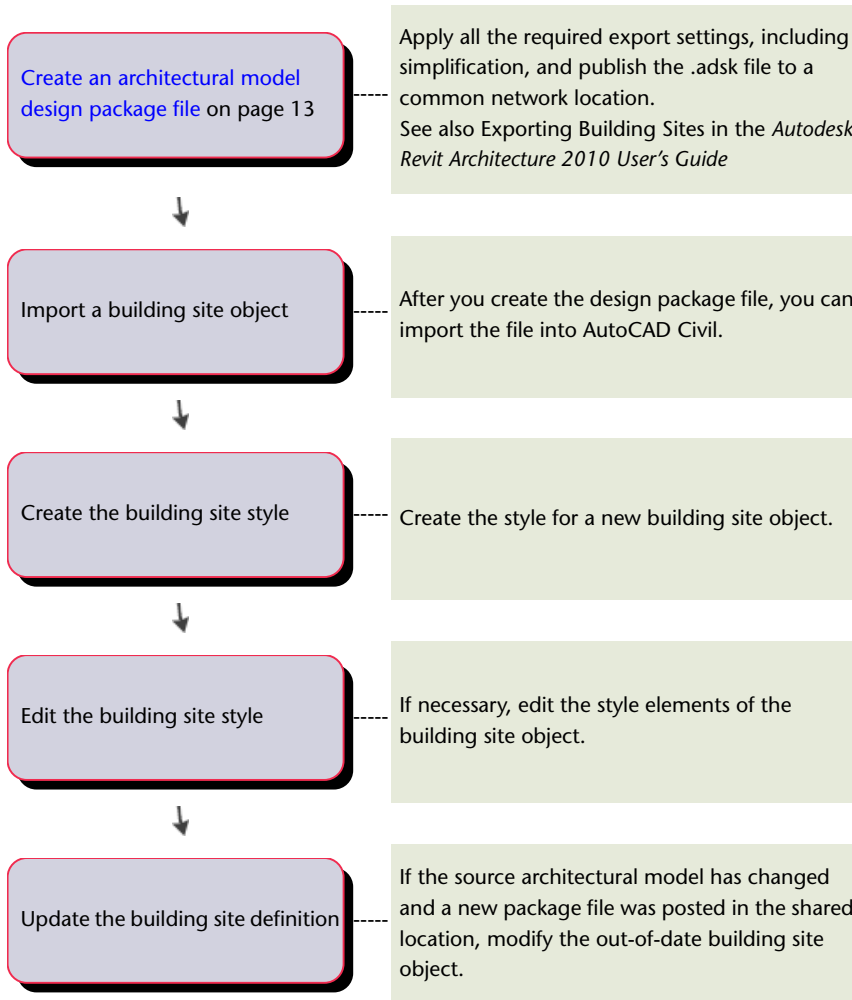 Create an architectural model
design package file on page 13
Apply all the required export settings, including
simplification, and publish the .adsk file to a
common network location.
See also Exporting Building Sites in the Autodesk
Revit Architecture 2010 User's Guide
Import a building site object
After you create the design package file, you can
import the file into AutoCAD Civil.
Create the building site style
Create the style for a new building site object.
Edit the building site style
If necessary, edit the style elements of the
building site object.
Update the building site definition
If the source architectural model has changed
and a new package file was posted in the shared
location, modify the out-of-date building site
object.